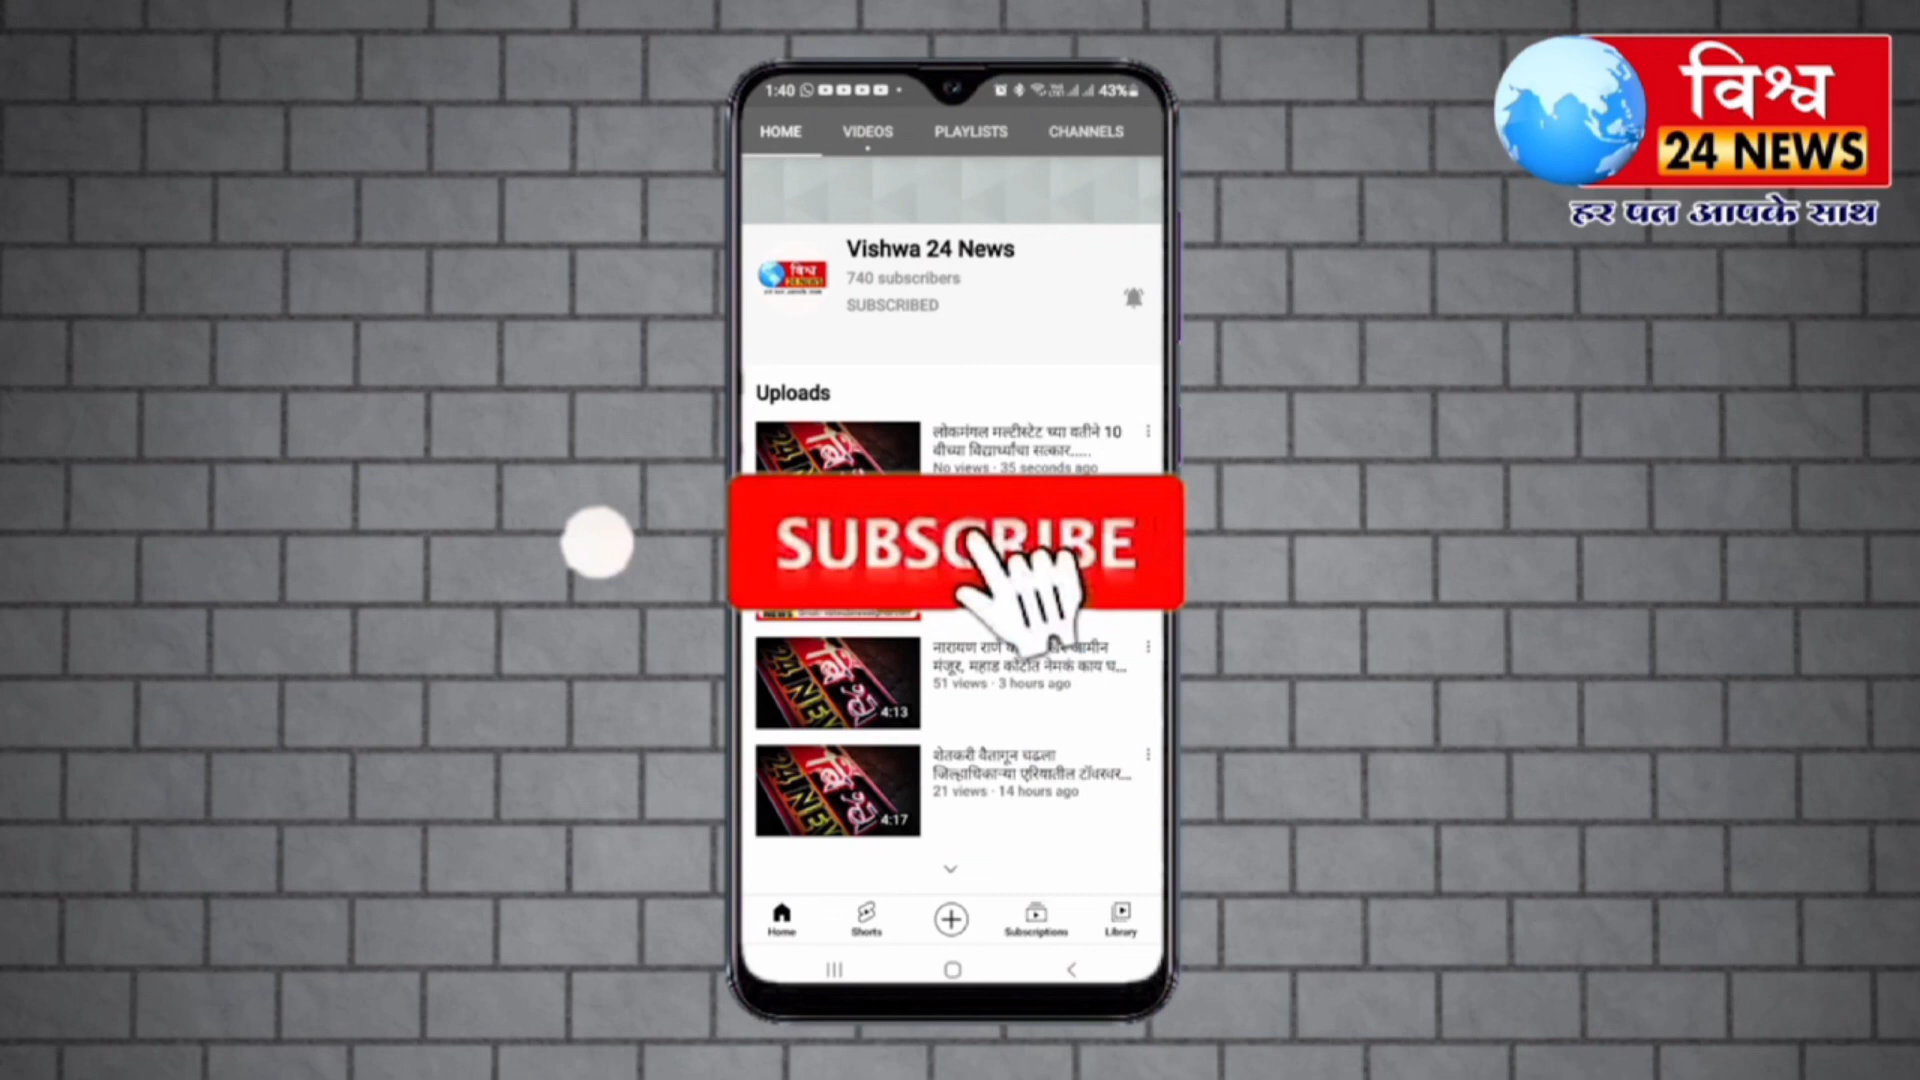 विश्व
24 NEWS
हर पल आपके साथ
1:40
43%
HOME VIDEOS PLAYLISTS CHANNELS
Vishwa 24 News
740 subscribers
SUBSCRIBED
Uploads
लोकमंगल मल्टीस्टेट च्या वतीने 10
वीच्या विद्यार्थ्यांचा सत्कार.....
No views · 35 seconds ago
SUBSCRIBE
नारायण राणे
जामीन
मंजूर, महाड कोर्टात नेमकं काय घ...
51 views · 3 hours ago
4:13
शेतकरी वैतागून चढला
जिल्हाधिकाऱ्या एरियातील टॉवरवर...
21 views · 14 hours ago
4:17
Home Shorts Subscriptions Library